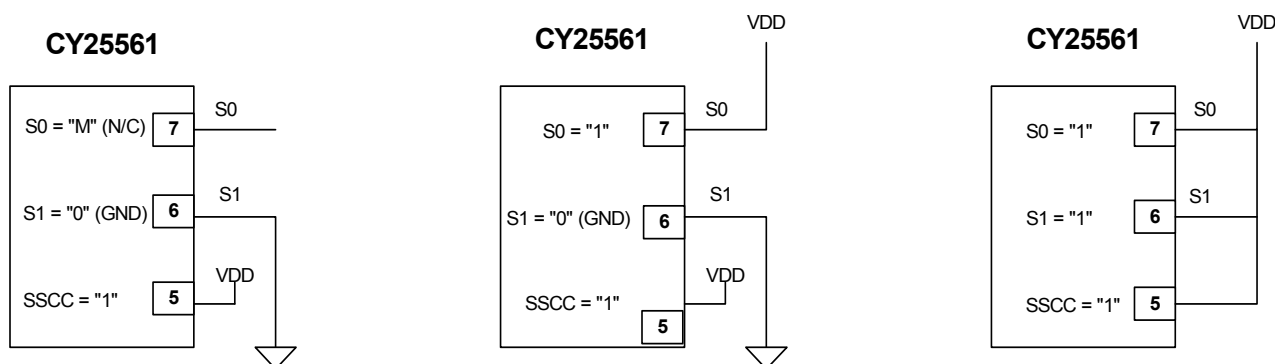 VDD
VDD
CY25561
CY25561
CY25561
S0 = "M" (N/C)
7
S0
S1 = "0" (GND)
6
S1
VDD
SSCC = "1"
5
S0 = "1"
7
S0
S1 = "0" (GND)
6
S1
VDD
SSCC = "1"
5
S0 = "1"
7
S0
S1 = "1"
6
S1
SSCC = "1"
5